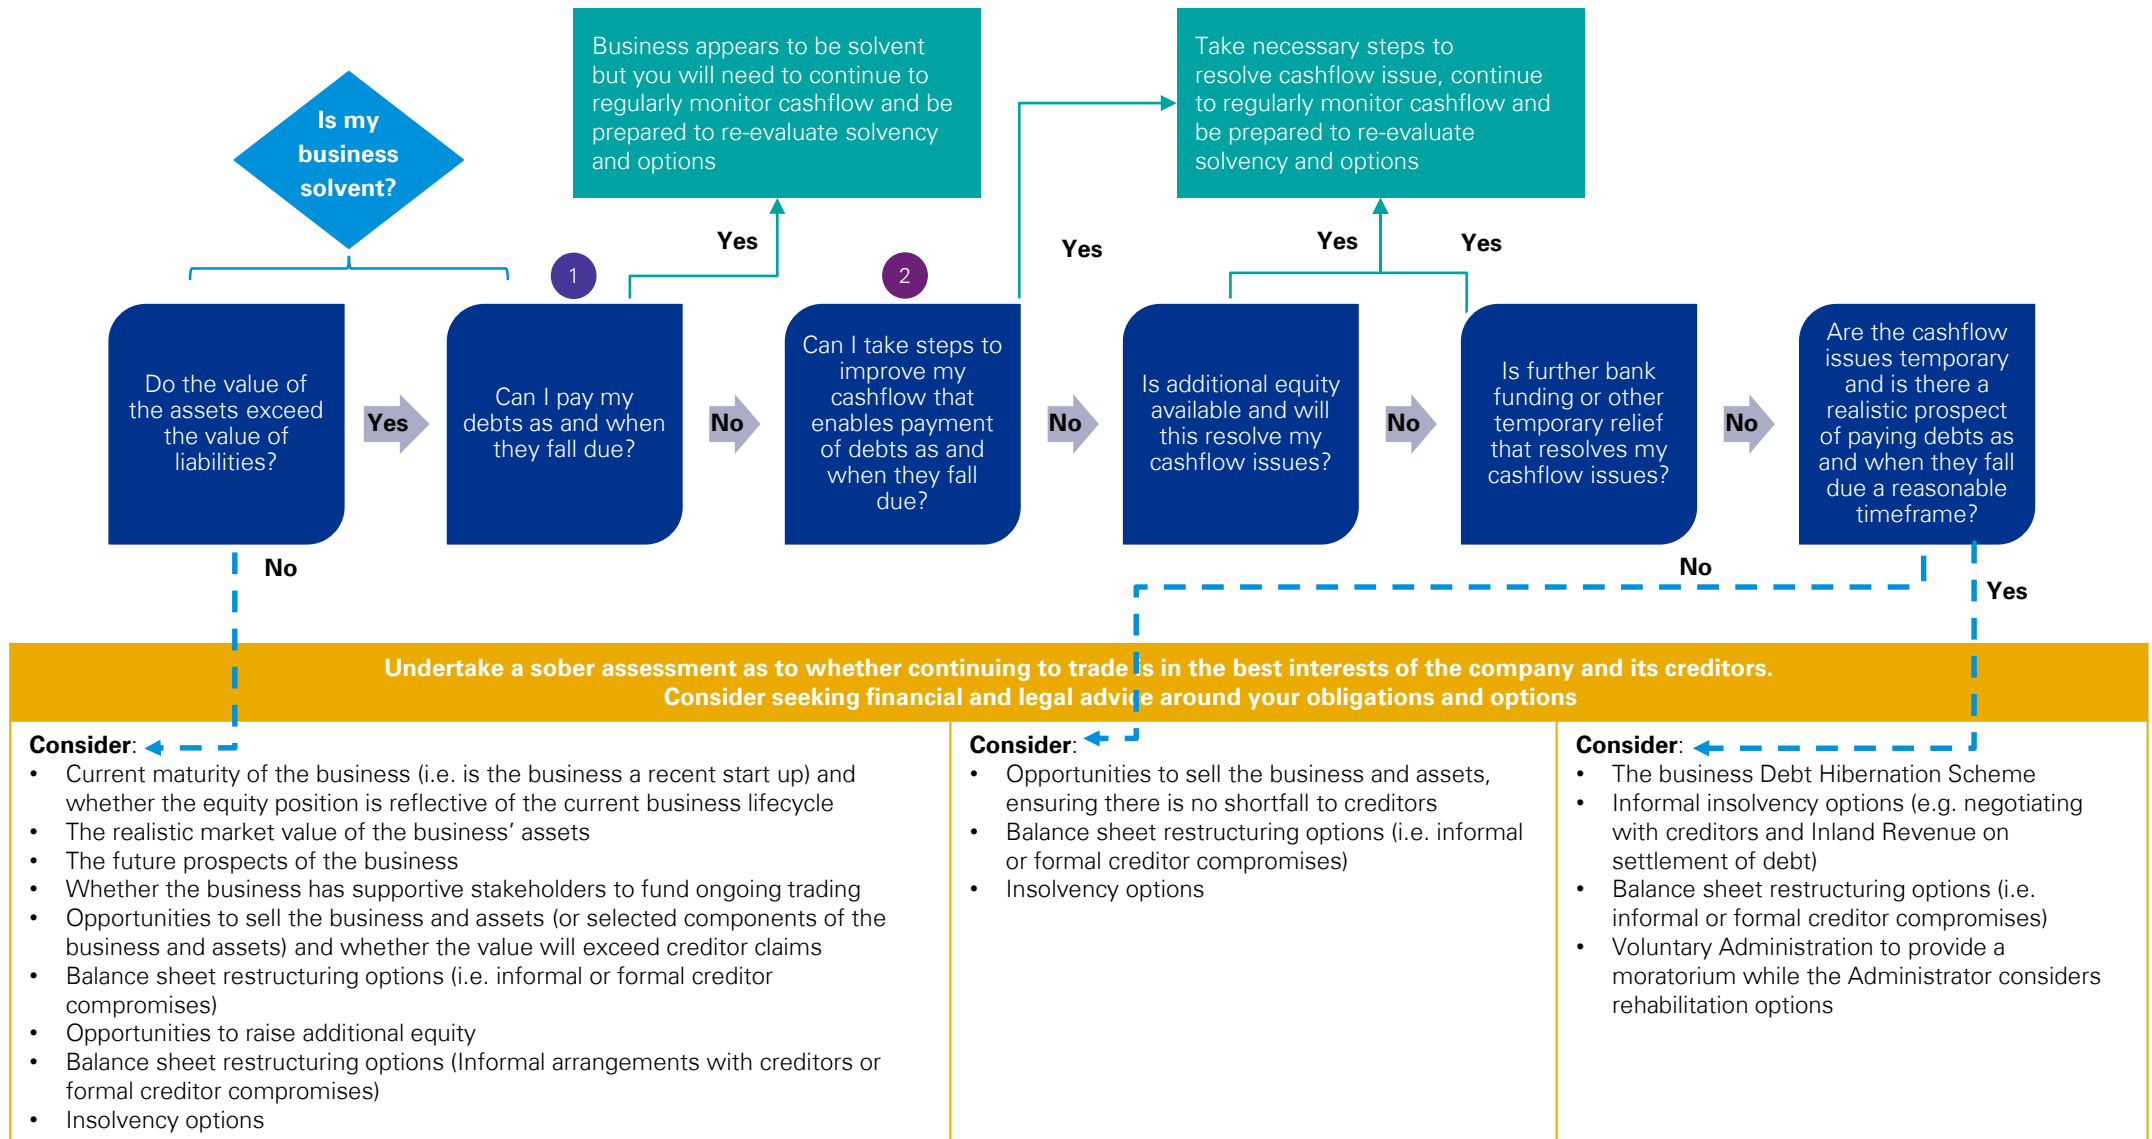 Is my
business
solvent?
Business appears to be solvent
but you will need to continue to
regularly monitor cashflow and be
prepared to re-evaluate solvency
and options
Take necessary steps to
resolve cashflow issue, continue
to regularly monitor cashflow and
be prepared to re-evaluate
solvency and options
Yes
Yes
Yes
Yes
1
2
Do the value of
the assets exceed
the value of
liabilities?
Yes
Can I pay my
debts as and when
they fall due?
No
Can I take steps to
improve my
cashflow that
enables payment
of debts as and
when they fall
due?
No
Is additional equity
available and will
this resolve my
cashflow issues?
No
Is further bank
funding or other
temporary relief
that resolves my
cashflow issues?
No
Are the cashflow
issues temporary
and is there a
realistic prospect
of paying debts as
and when they fall
due a reasonable
timeframe?
No
No
Yes
Undertake a sober assessment as to whether continuing to trade is in the best interests of the company and its creditors.
Consider seeking financial and legal advice around your obligations and options
Consider:
• Current maturity of the business (i.e. is the business a recent start up) and
whether the equity position is reflective of the current business lifecycle
• The realistic market value of the business’ assets
• The future prospects of the business
• Whether the business has supportive stakeholders to fund ongoing trading
• Opportunities to sell the business and assets (or selected components of the
business and assets) and whether the value will exceed creditor claims
• Balance sheet restructuring options (i.e. informal or formal creditor
compromises)
• Opportunities to raise additional equity
• Balance sheet restructuring options (Informal arrangements with creditors or
formal creditor compromises)
• Insolvency options
Consider:
• Opportunities to sell the business and assets,
ensuring there is no shortfall to creditors
• Balance sheet restructuring options (i.e. informal
or formal creditor compromises)
• Insolvency options
Consider:
• The business Debt Hibernation Scheme
• Informal insolvency options (e.g. negotiating
with creditors and Inland Revenue on
settlement of debt)
• Balance sheet restructuring options (i.e.
informal or formal creditor compromises)
• Voluntary Administration to provide a
moratorium while the Administrator considers
rehabilitation options